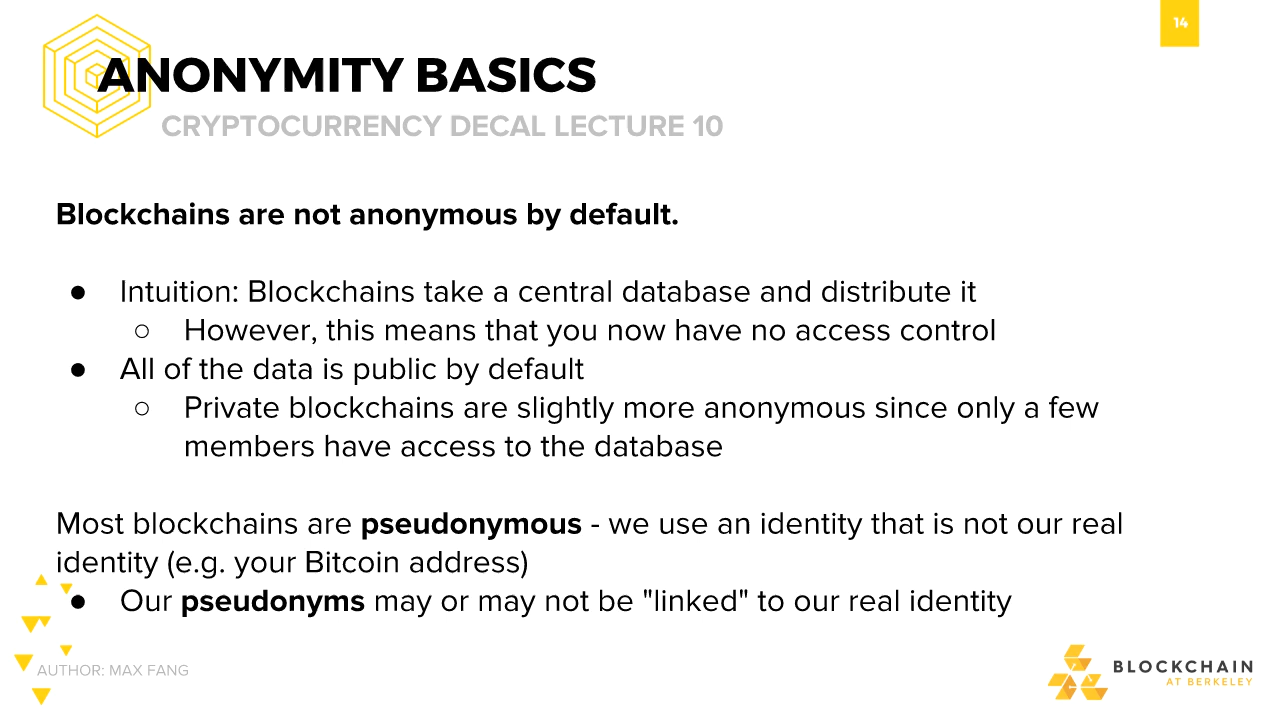 14
ANONYMITY BASICS
CRYPTOCURRENCY DECAL LECTURE 10
Blockchains are not anonymous by default.
● Intuition: Blockchains take a central database and distribute it
○ However, this means that you now have no access control
● All of the data is public by default
○ Private blockchains are slightly more anonymous since only a few
members have access to the database
Most blockchains are pseudonymous - we use an identity that is not our real
identity (e.g. your Bitcoin address)
● Our pseudonyms may or may not be "linked" to our real identity
AUTHOR: MAX FANG
BLOCKCHAIN
AT BERKELEY